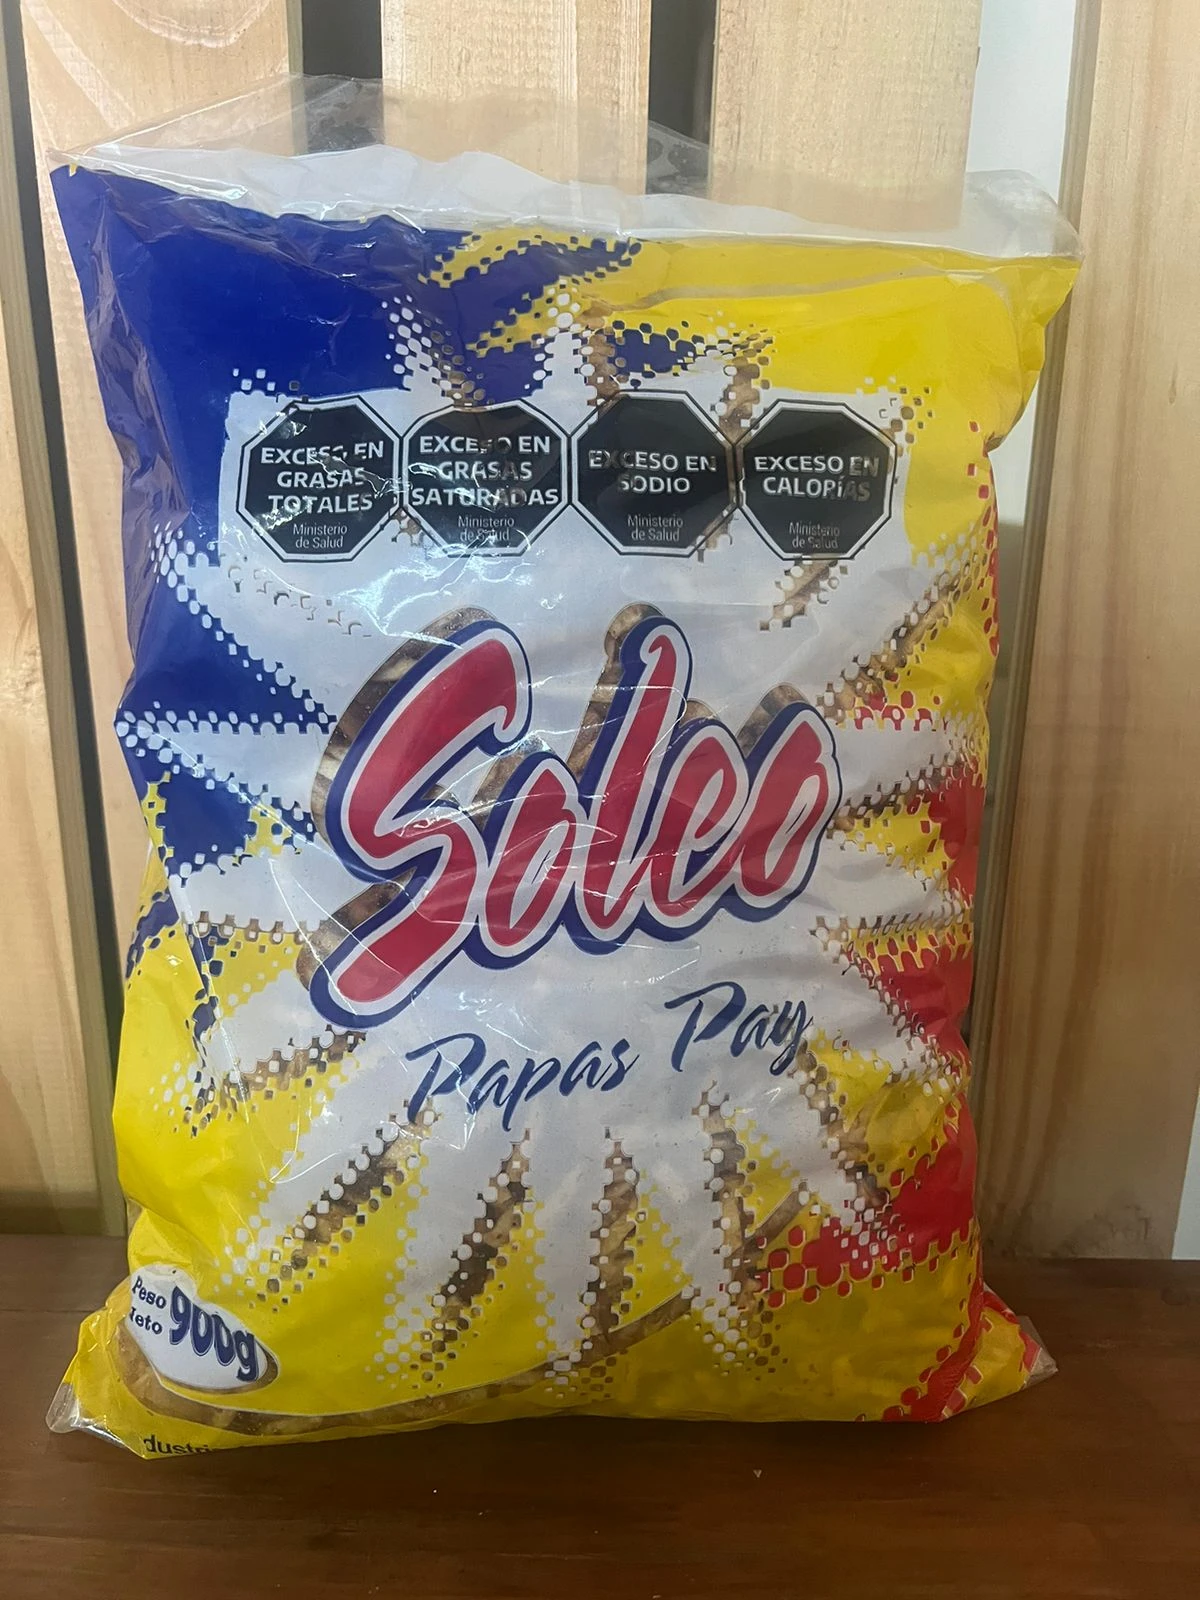 EXCESO EN
GRASAS
TOTALES
Ministerio
de Salud
EXCESO EN
GRASAS
SATURADAS
Ministerio
de Salud
EXCESO EN
SODIO
Ministerio
de Salud
EXCESO EN
CALORÍAS
Ministerio
de Salud
Soleo
Papas Pay
Peso
Neto
900g